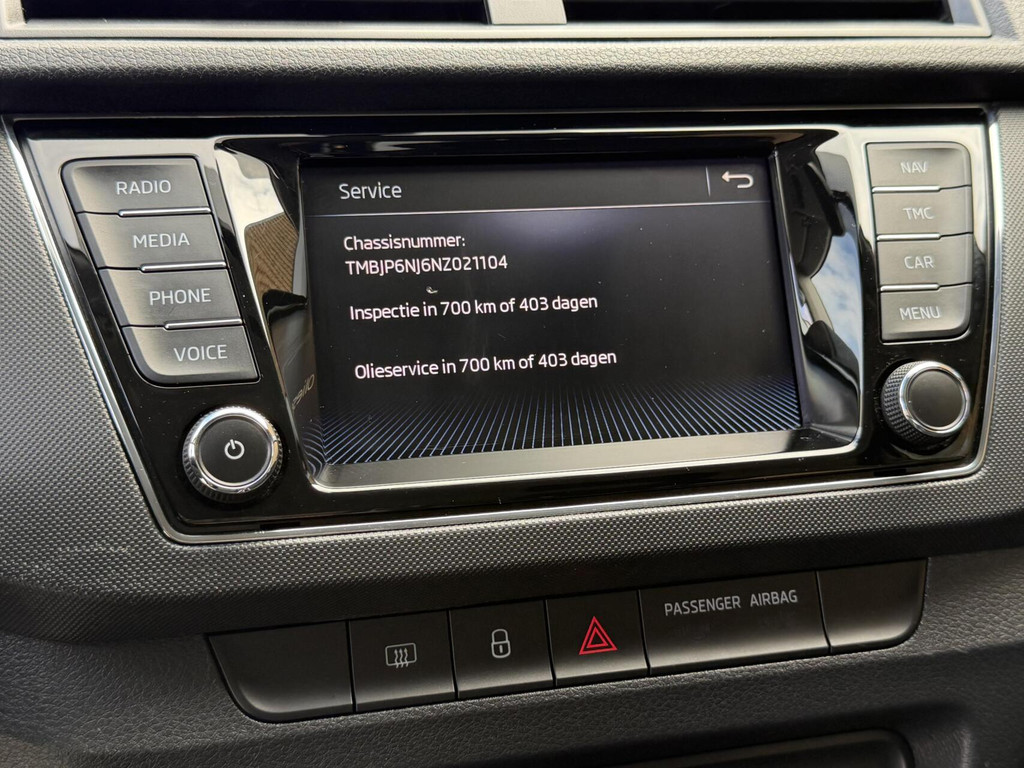 RADIO
MEDIA
PHONE
VOICE
Service
Chassisnummer:
TMBJP6NJ6NZ021104
Inspectie in 700 km of 403 dagen
Olieservice in 700 km of 403 dagen
NAV
TMC
CAR
MENU
PASSENGER AIRBAG